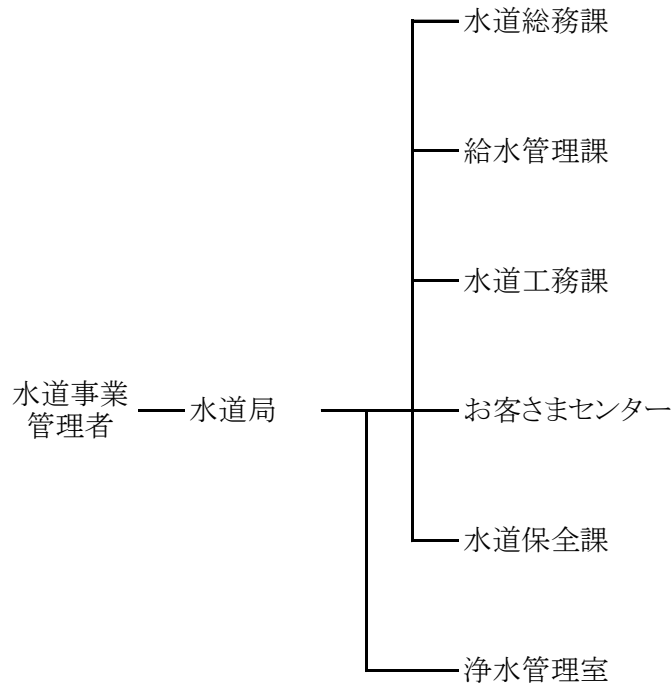 水道総務課
給水管理課
水道工務課
水道事業
管理者
水道局
お客さまセンター
水道保全課
浄水管理室